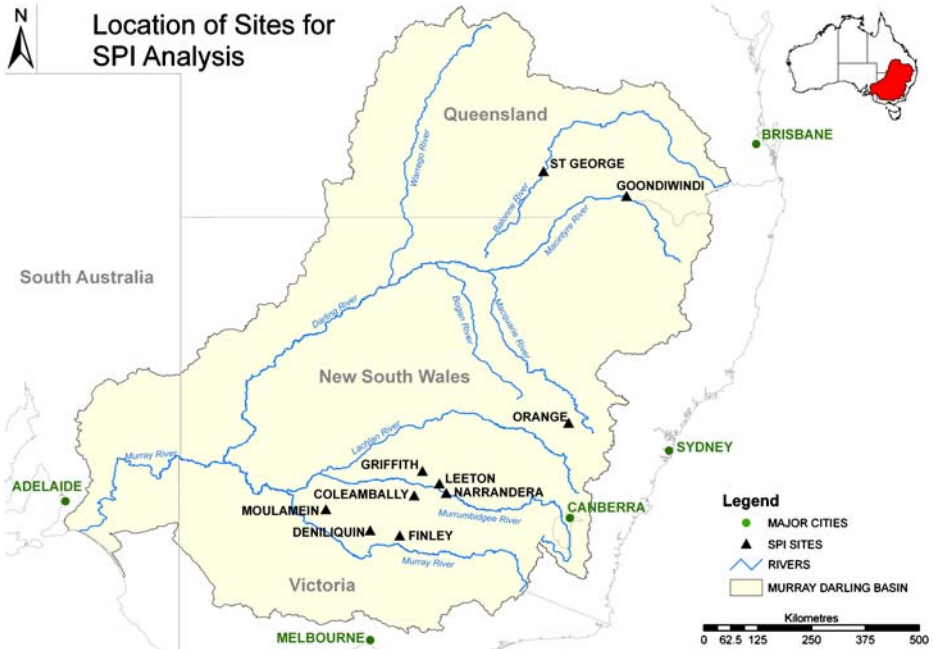 N
Location of Sites for
SPI Analysis
Queensland
BRISBANE
ST GEORGE
GOONDIWINDI
Warrego River
Balonne River
Macintyre River
South Australia
Darling River
Bogan River
Macquarie River
New South Wales
ORANGE
Lachlan River
SYDNEY
Murray River
GRIFFITH
LEETON
ADELAIDE
COLEAMBALLY
NARRANDERA
MOULAMEIN
CANBERRA
Murrumbidgee River
DENILIQUIN
FINLEY
Murray River
Victoria
MELBOURNE
Legend
MAJOR CITIES
SPI SITES
RIVERS
MURRAY DARLING BASIN
Kilometres
0 62.5 125 250 375 500